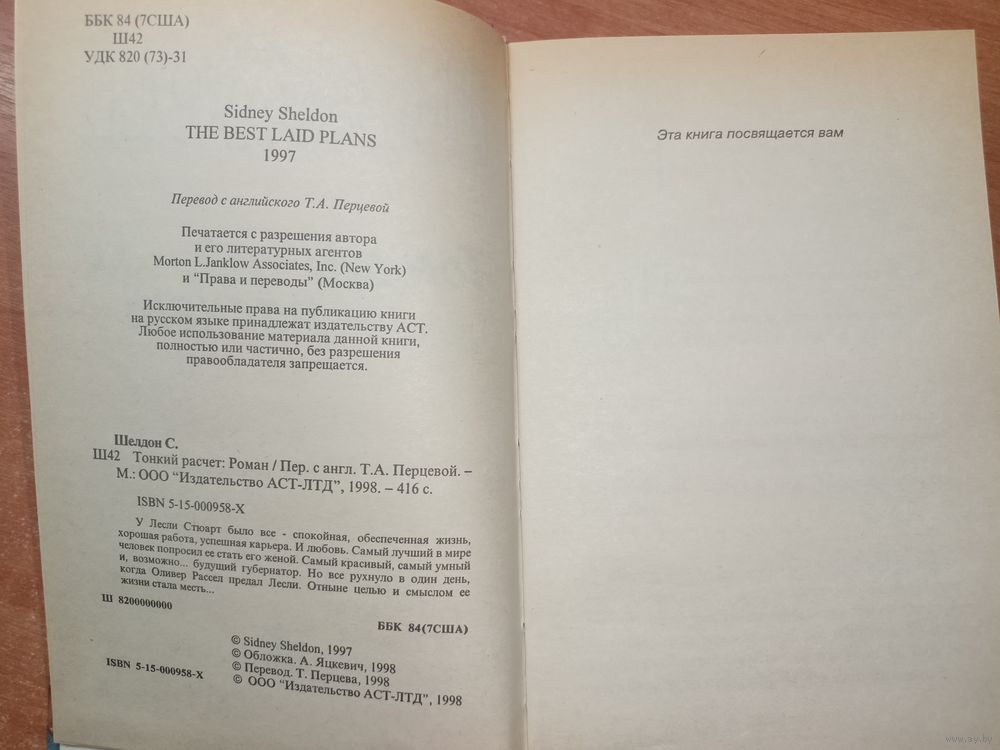 ББК 84 (7США)
Ш42
УДК 820 (73)-31
Sidney Sheldon
THE BEST LAID PLANS
1997
Перевод с английского Т.А. Перцевой
Печатается с разрешения автора
и его литературных агентов
Morton L.Janklow Associates, Inc. (New York)
и “Права и переводы” (Москва)
Исключительные права на публикацию книги
на русском языке принадлежат издательству АСТ.
Любое использование материала данной книги,
полностью или частично, без разрешения
правообладателя запрещается.
Шелдон С.
Ш42 Тонкий расчет: Роман / Пер. с англ. Т.А. Перцевой. –
М.: ООО “Издательство АСТ-ЛТД”, 1998. – 416 с.
ISBN 5-15-000958-X
У Лесли Стюарт было все - спокойная, обеспеченная жизнь,
хорошая работа, успешная карьера. И любовь. Самый лучший в мире
человек попросил ее стать его женой. Самый красивый, самый умный
и, возможно... будущий губернатор. Но все рухнуло в один день,
когда Оливер Рассел предал Лесли. Отныне целью и смыслом ее
жизни стала месть...
Ш 8200000000
ББК 84(7США)
© Sidney Sheldon, 1997
© Обложка. А. Яцкевич, 1998
© Перевод. Т. Перцева, 1998
© ООО “Издательство АСТ-ЛТД”, 1998
ISBN 5-15-000958-X
Эта книга посвящается вам
www.ay.by